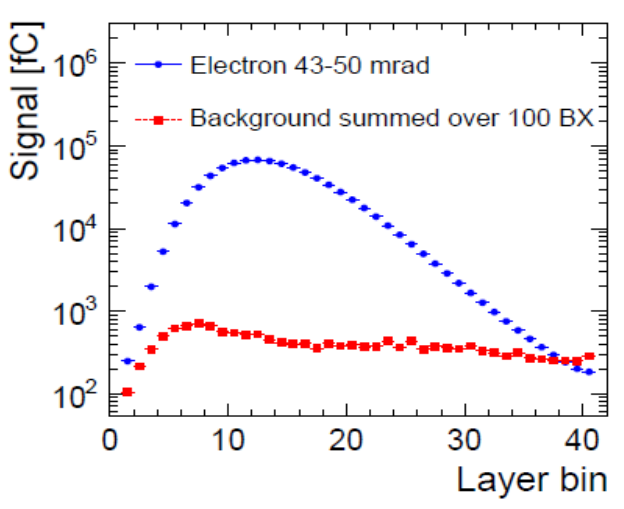 Signal [fC]
10^6
10^5
10^4
10^3
10^2
Electron 43-50 mrad
Background summed over 100 BX
0 10 20 30 40
Layer bin